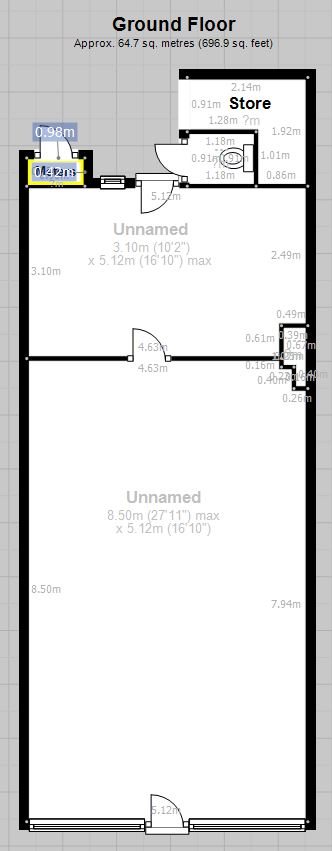 Ground Floor
Approx. 64.7 sq. metres (696.9 sq. feet)
2.14m
0.91m
Store
1.28m
?m
0.98m
1.92m
1.18m
0.91m
0.91m
1.01m
1.18m
0.86m
5.12m
Unnamed
3.10m (10'2")
x 5.12m (16'10") max
2.49m
3.10m
0.49m
0.39m
0.61m
0.67m
4.63m
4.63m
0.16m
0.40m
0.40m
0.26m
Unnamed
8.50m (27'11") max
x 5.12m (16'10")
8.50m
7.94m
5.12m